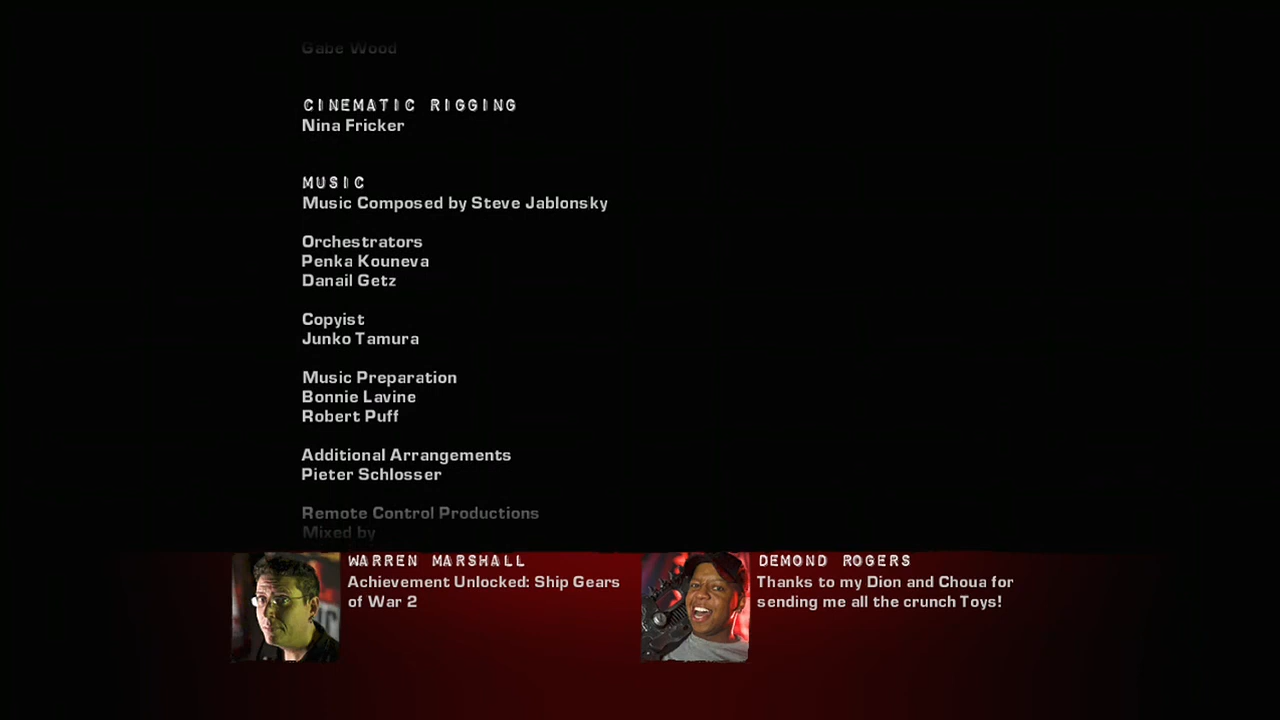 Gabe Wood
CINEMATIC RIGGING
Nina Fricker
MUSIC
Music Composed by Steve Jablonsky
Orchestrators
Penka Kouneva
Danail Getz
Copyist
Junko Tamura
Music Preparation
Bonnie Lavine
Robert Puff
Additional Arrangements
Pieter Schlosser
Remote Control Productions
Mixed by
WARREN MARSHALL
Achievement Unlocked: Ship Gears
of War 2
DEMOND ROGERS
Thanks to my Dion and Choua for
sending me all the crunch Toys!